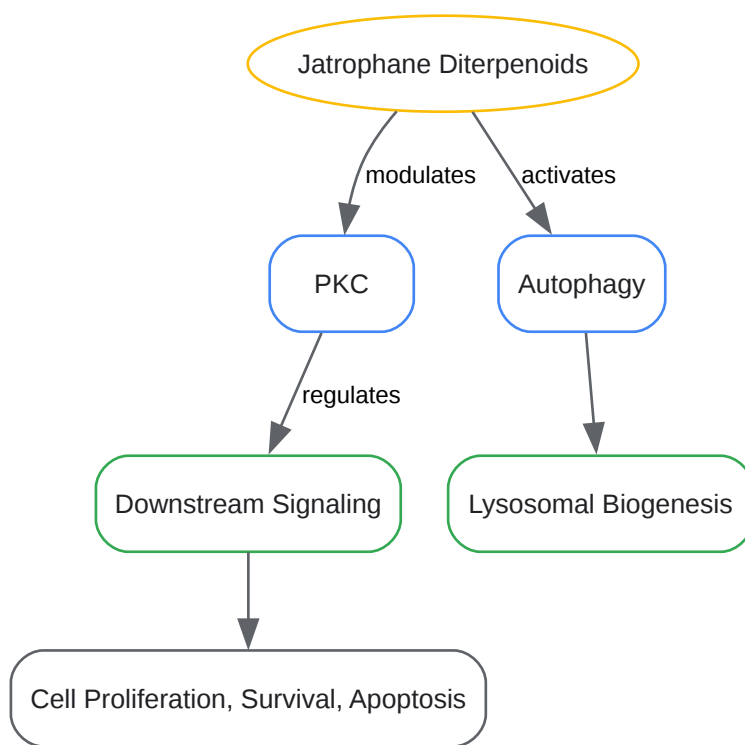 Jatrophane Diterpenoids
modulates
activates
PKC
Autophagy
regulates
Downstream Signaling
Lysosomal Biogenesis
Cell Proliferation, Survival, Apoptosis